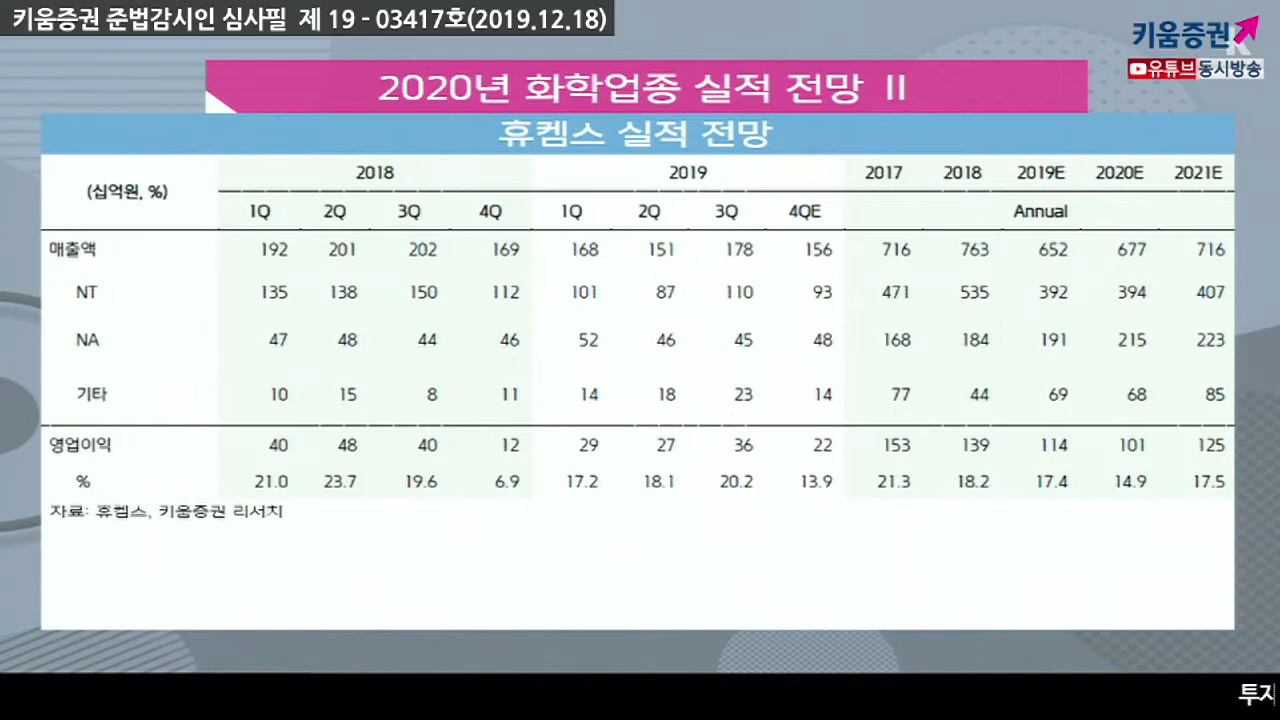 키움증권 준법감시인 심사필 제 19 - 03417호(2019.12.18)
키움증권
유튜브 동시방송
2020년 화학업종 실적 전망 Ⅱ
휴켐스 실적 전망
(십억원, %) 2018 2019 2017 2018 2019E 2020E 2021E
1Q 2Q 3Q 4Q 1Q 2Q 3Q 4QE Annual
매출액 192 201 202 169 168 151 178 156 716 763 652 677 716
NT 135 138 150 112 101 87 110 93 471 535 392 394 407
NA 47 48 44 46 52 46 45 48 168 184 191 215 223
기타 10 15 8 11 14 18 23 14 77 44 69 68 85
영업이익 40 48 40 12 29 27 36 22 153 139 114 101 125
% 21.0 23.7 19.6 6.9 17.2 18.1 20.2 13.9 21.3 18.2 17.4 14.9 17.5
자료: 휴켐스, 키움증권 리서치
투자